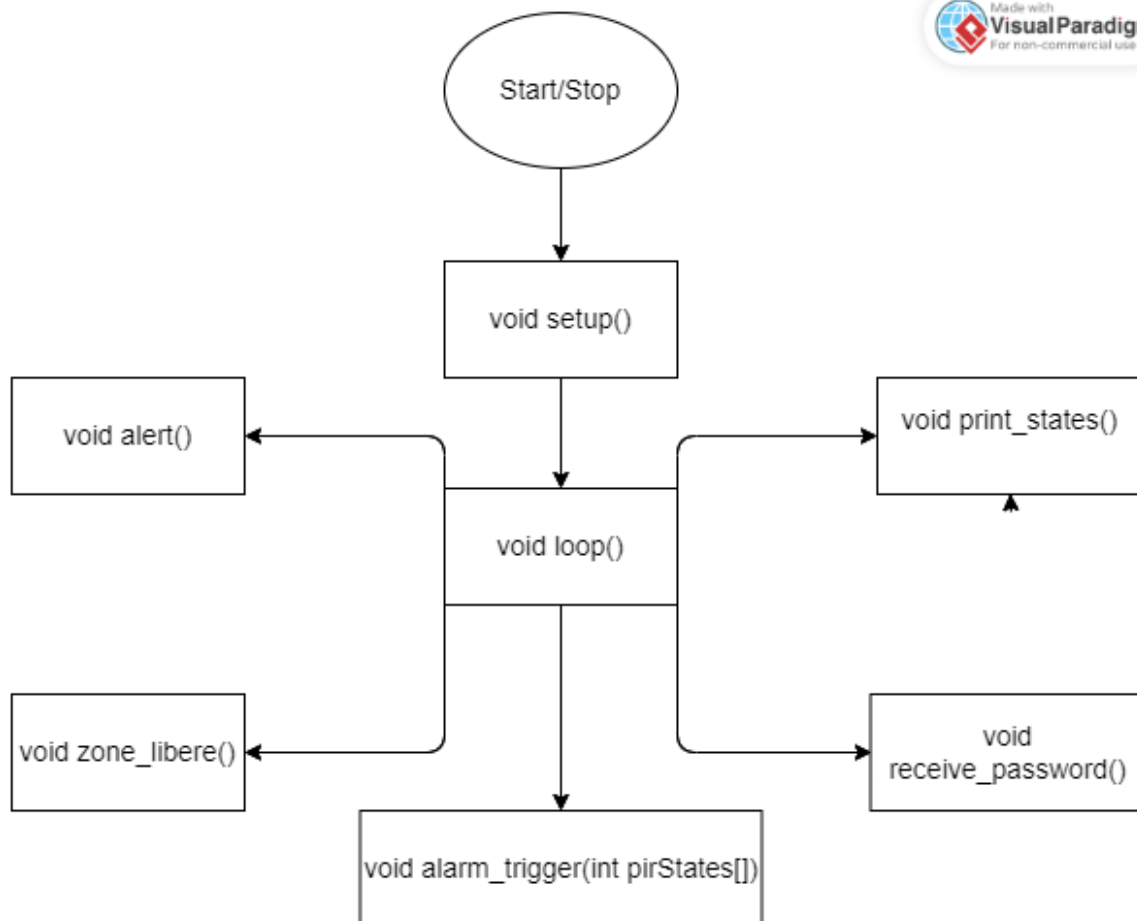 Made with
Visual Paradig
For non-commercial use
Start/Stop
void setup()
void alert()
void print_states()
void loop()
void zone_libere()
void
receive_password()
void alarm_trigger(int pirStates[])